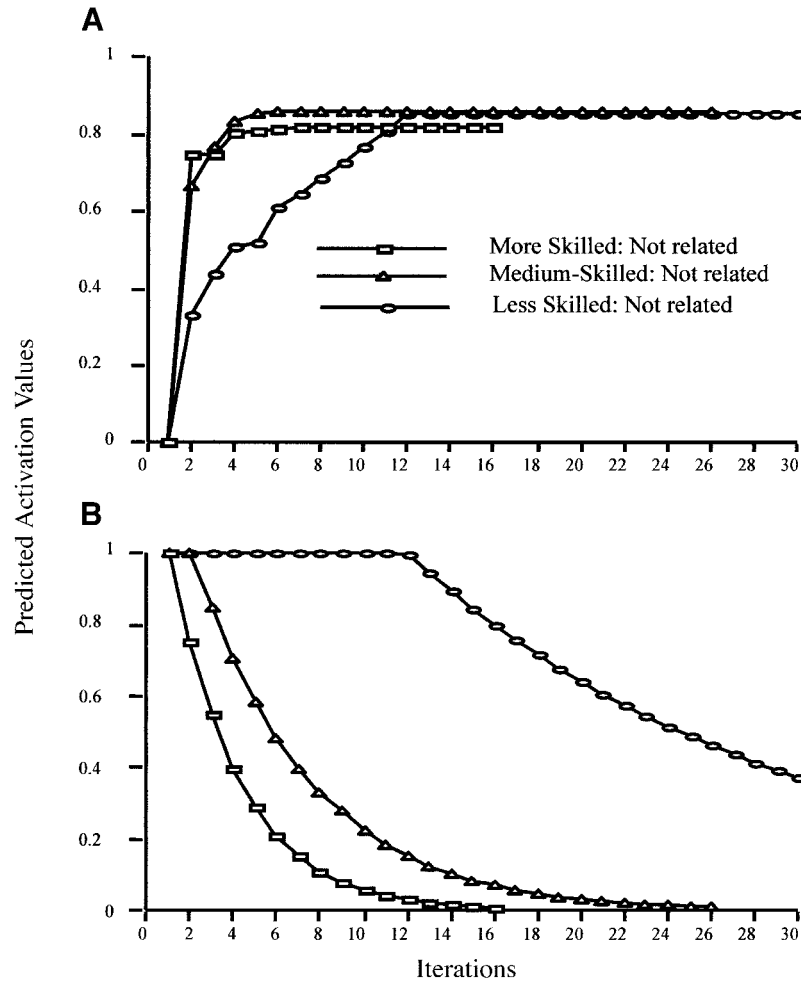 A
1
0.8
0.6
0.4
0.2
0
0 2 4 6 8 10 12 14 16 18 20 22 24 26 28 30
More Skilled: Not related
Medium-Skilled: Not related
Less Skilled: Not related
Predicted Activation Values
B
1
0.8
0.6
0.4
0.2
0
0 2 4 6 8 10 12 14 16 18 20 22 24 26 28 30
Iterations